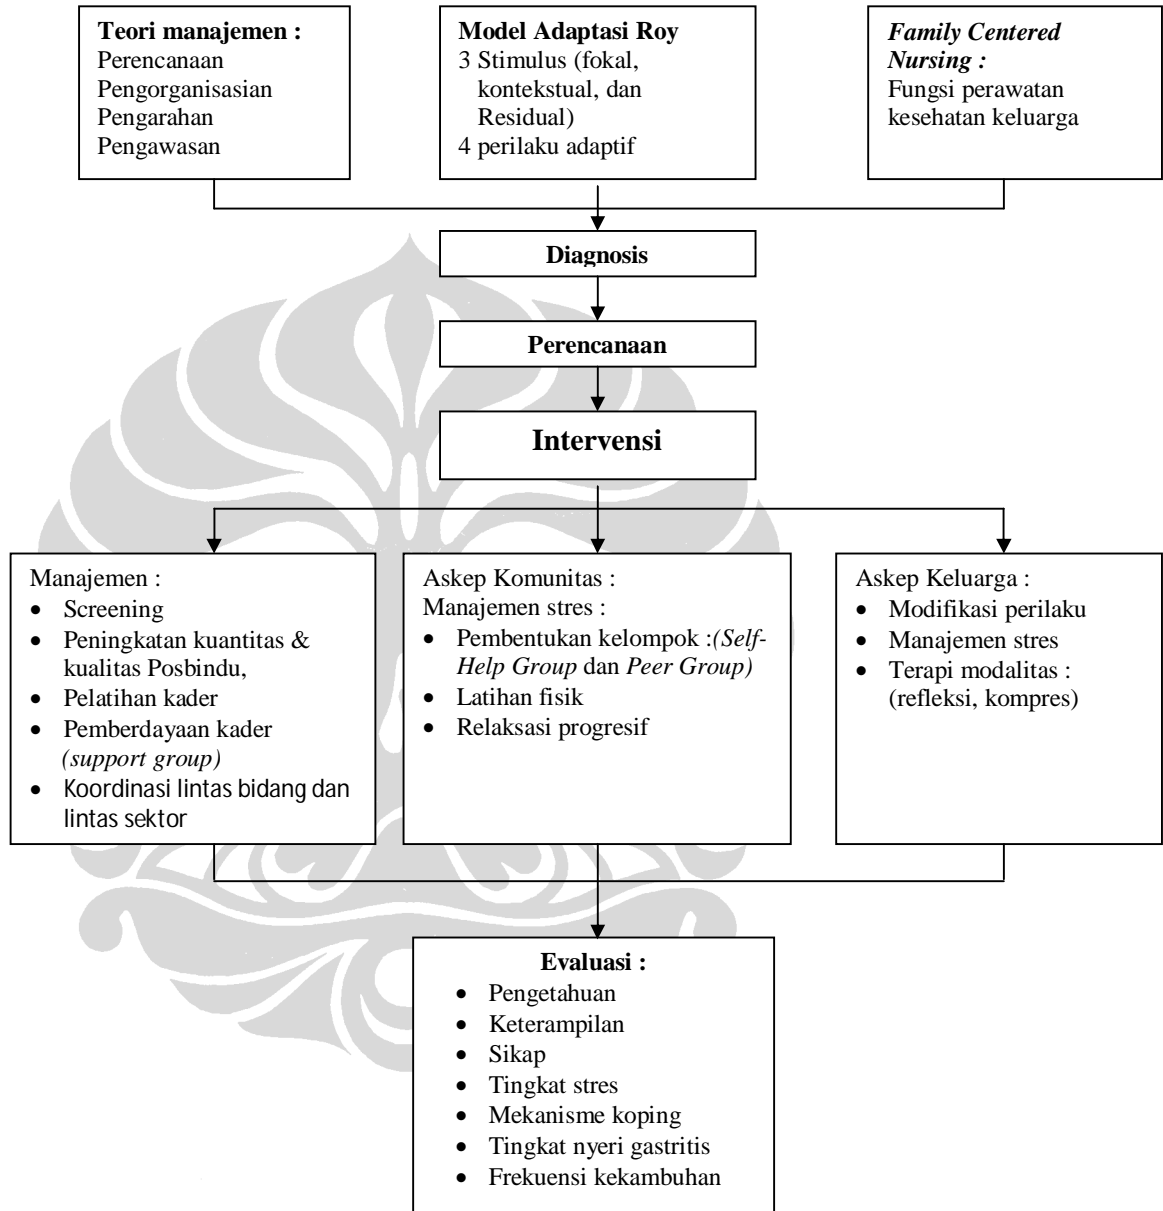 Teori manajemen :
Perencanaan
Pengorganisasian
Pengarahan
Pengawasan
Model Adaptasi Roy
3 Stimulus (fokal,
kontekstual, dan
Residual)
4 perilaku adaptif
Family Centered
Nursing :
Fungsi perawatan
kesehatan keluarga
Diagnosis
Perencanaan
Intervensi
Manajemen :
• Screening
• Peningkatan kuantitas &
kualitas Posbindu,
• Pelatihan kader
• Pemberdayaan kader
(support group)
• Koordinasi lintas bidang dan
lintas sektor
Askep Komunitas :
Manajemen stres :
• Pembentukan kelompok :(Self-
Help Group dan Peer Group)
• Latihan fisik
• Relaksasi progresif
Askep Keluarga :
• Modifikasi perilaku
• Manajemen stres
• Terapi modalitas :
(refleksi, kompres)
Evaluasi :
• Pengetahuan
• Keterampilan
• Sikap
• Tingkat stres
• Mekanisme koping
• Tingkat nyeri gastritis
• Frekuensi kekambuhan